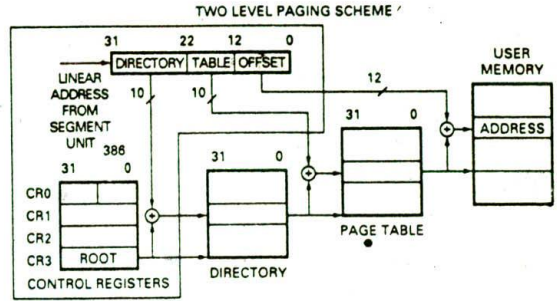 TWO LEVEL PAGING SCHEME
31 22 12 0
DIRECTORY TABLE OFFSET
LINEAR
ADDRESS
FROM
SEGMENT
UNIT
10
10
12
USER
MEMORY
ADDRESS
386
31 0
CR0
CR1
CR2
CR3 ROOT
CONTROL REGISTERS
31 0
DIRECTORY
31 0
PAGE TABLE